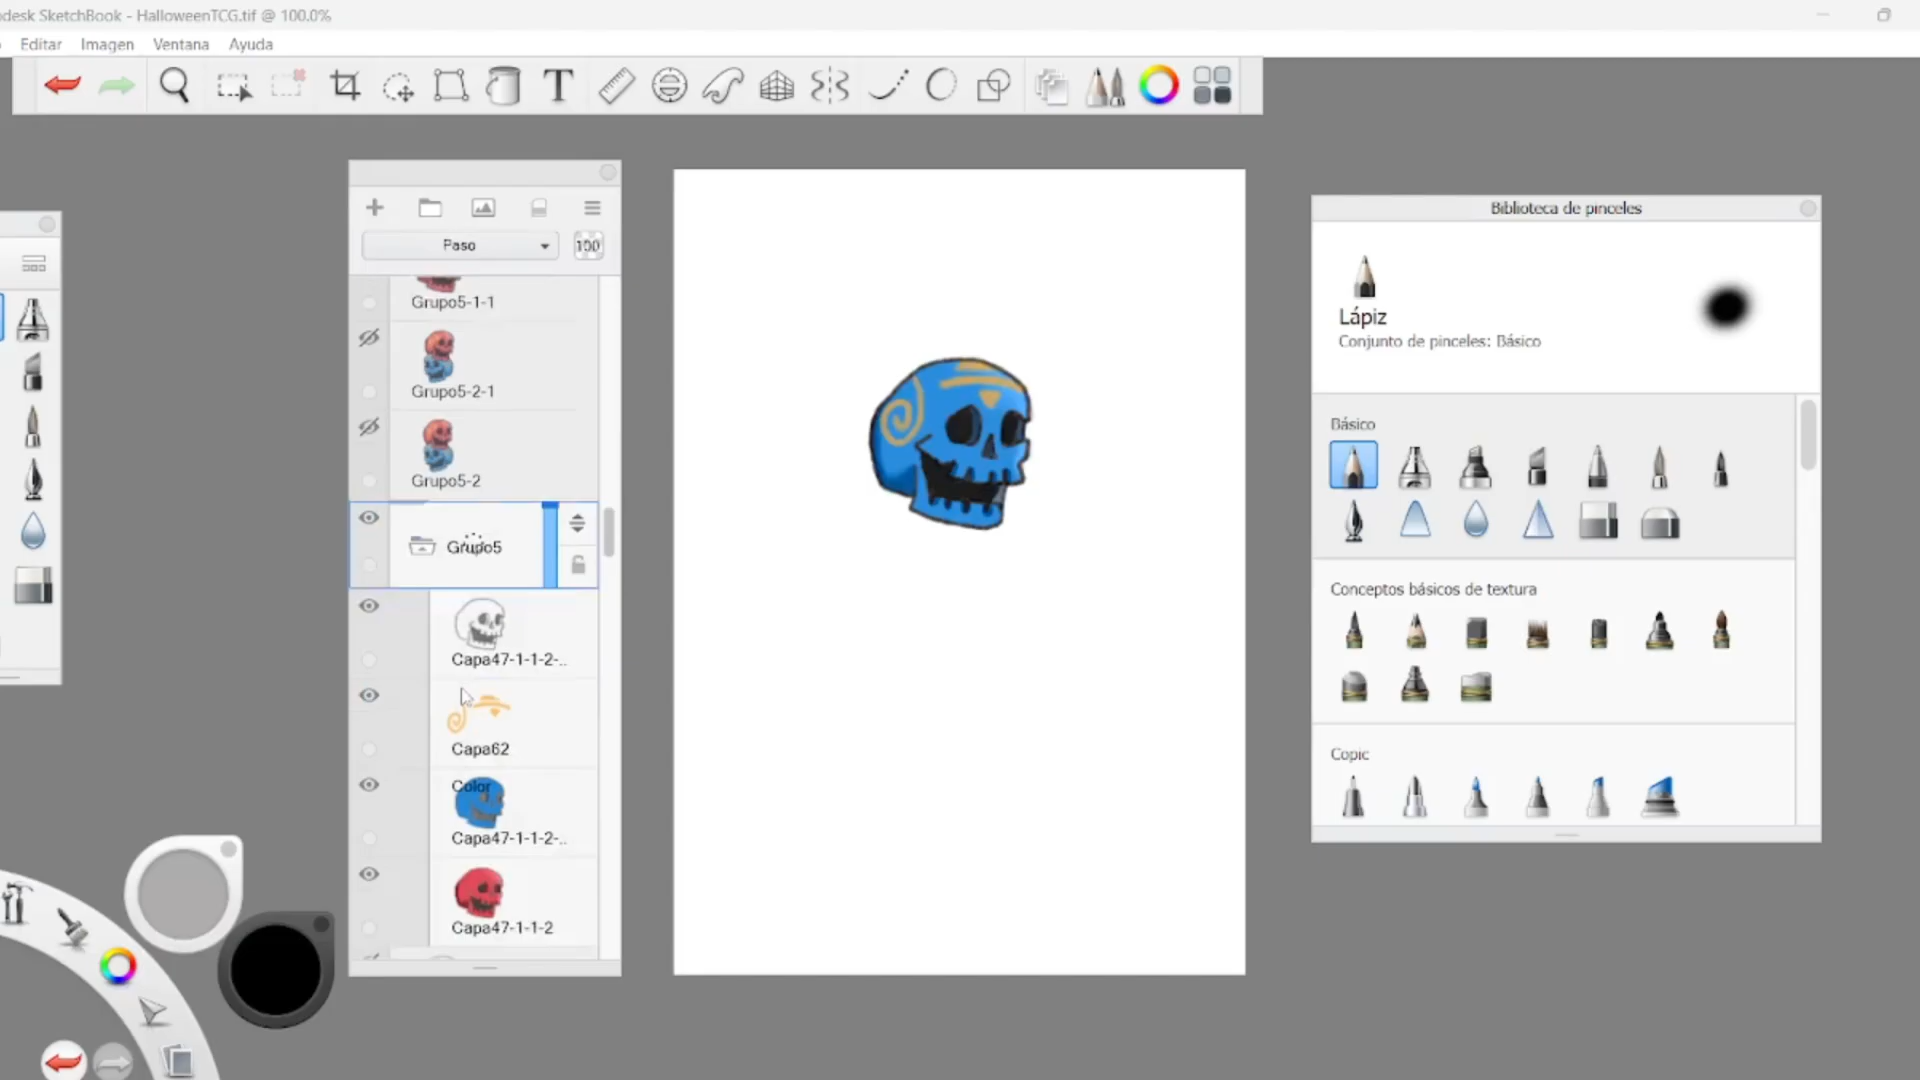 desk SketchBook - HalloweenTCG.tif @ 100.0%
Editar Imagen Ventana Ayuda
T
Paso 100
Grupo5-1-1
Grupo5-2-1
Grupo5-2
Grupo5
Capa47-1-1-2-..
Capa62
Color
Capa47-1-1-2-..
Capa47-1-1-2
Biblioteca de pinceles
Lápiz
Conjunto de pinceles: Básico
Básico
Conceptos básicos de textura
Copic